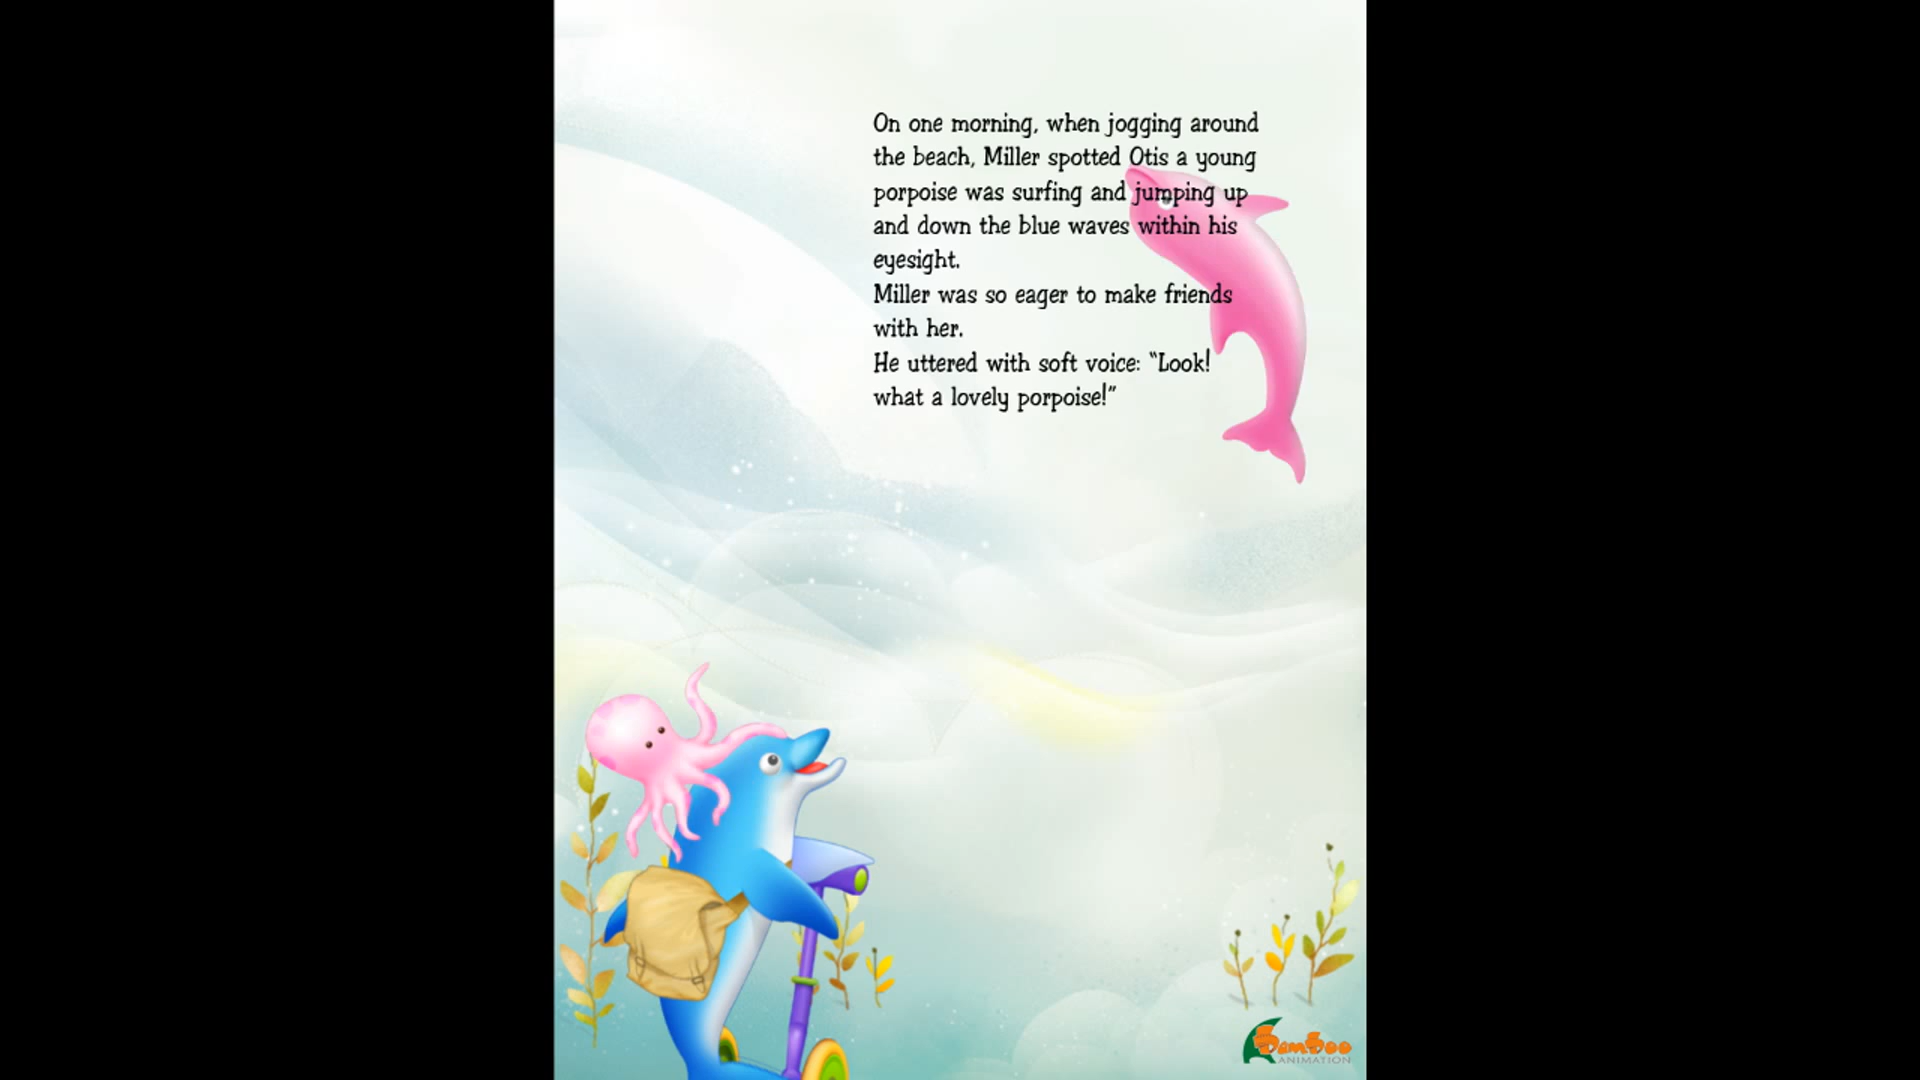 On one morning, when jogging around
the beach, Miller spotted Otis a young
porpoise was surfing and jumping up
and down the blue waves within his
eyesight.
Miller was so eager to make friends
with her.
He uttered with soft voice: “Look!
what a lovely porpoise!”
BamBoo
ANIMATION